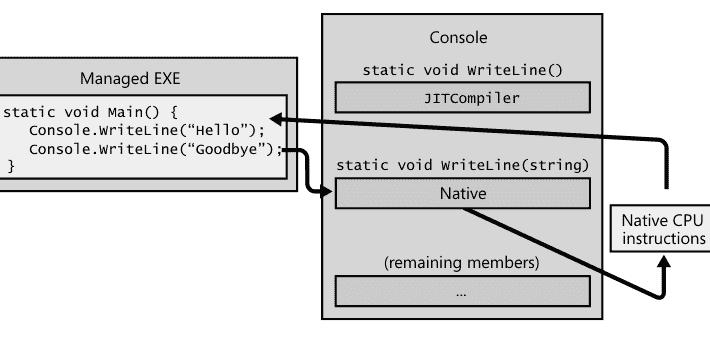 Managed EXE
static void Main() {
Console.WriteLine(“Hello”);
Console.WriteLine(“Goodbye”);
}
Console
static void WriteLine()
JITCompiler
static void WriteLine(string)
Native
(remaining members)
...
Native CPU
instructions